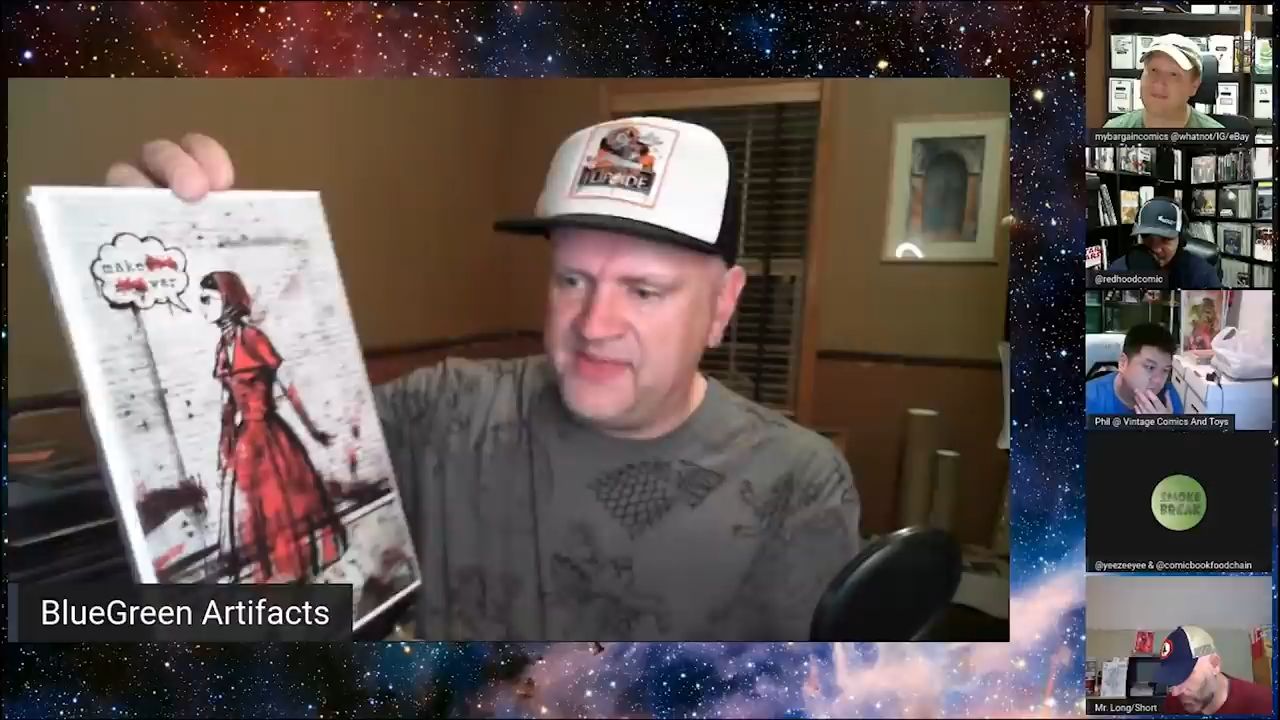 make
war
BlueGreen Artifacts
mybargaincomics @whatnot/IG/eBay
@redhoodcomic
Phil @ Vintage Comics And Toys
SMOKE
BREAK
@yeezeeyee & @comicbookfoodchain
Mr. Long/Short